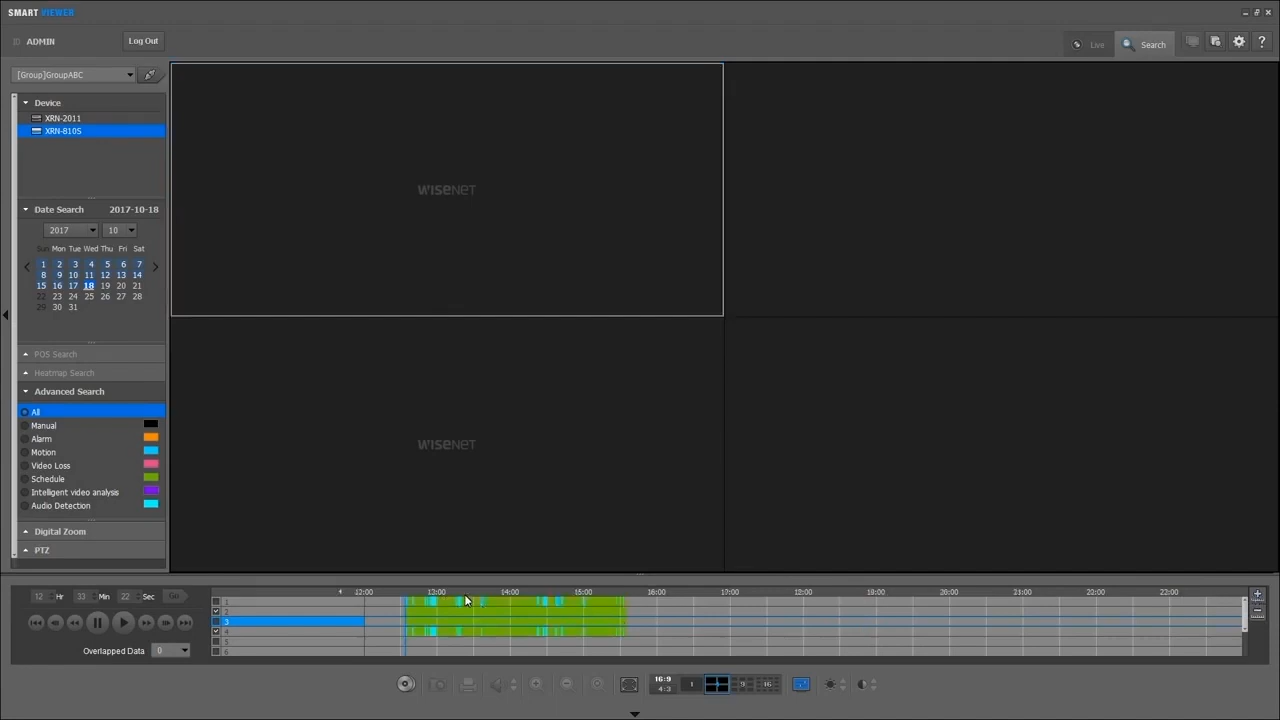 SMART VIEWER
ID ADMIN
Log Out
Live
Search
?
[Group]GroupABC
Device
XRN-2011
XRN-810S
Date Search 2017-10-18
2017 10
Sun Mon Tue Wed Thu Fri Sat
1 2 3 4 5 6 7
8 9 10 11 12 13 14
15 16 17 18 19 20 21
22 23 24 25 26 27 28
29 30 31
POS Search
Heatmap Search
Advanced Search
All
Manual
Alarm
Motion
Video Loss
Schedule
Intelligent video analysis
Audio Detection
Digital Zoom
PTZ
WISENET
WISENET
12 Hr 33 Min 22 Sec Go
Overlapped Data 0
12:00 13:00 14:00 15:00 16:00 17:00 18:00 19:00 20:00 21:00 22:00
1
2
3
4
5
6
16:9
4:3
1 9 16